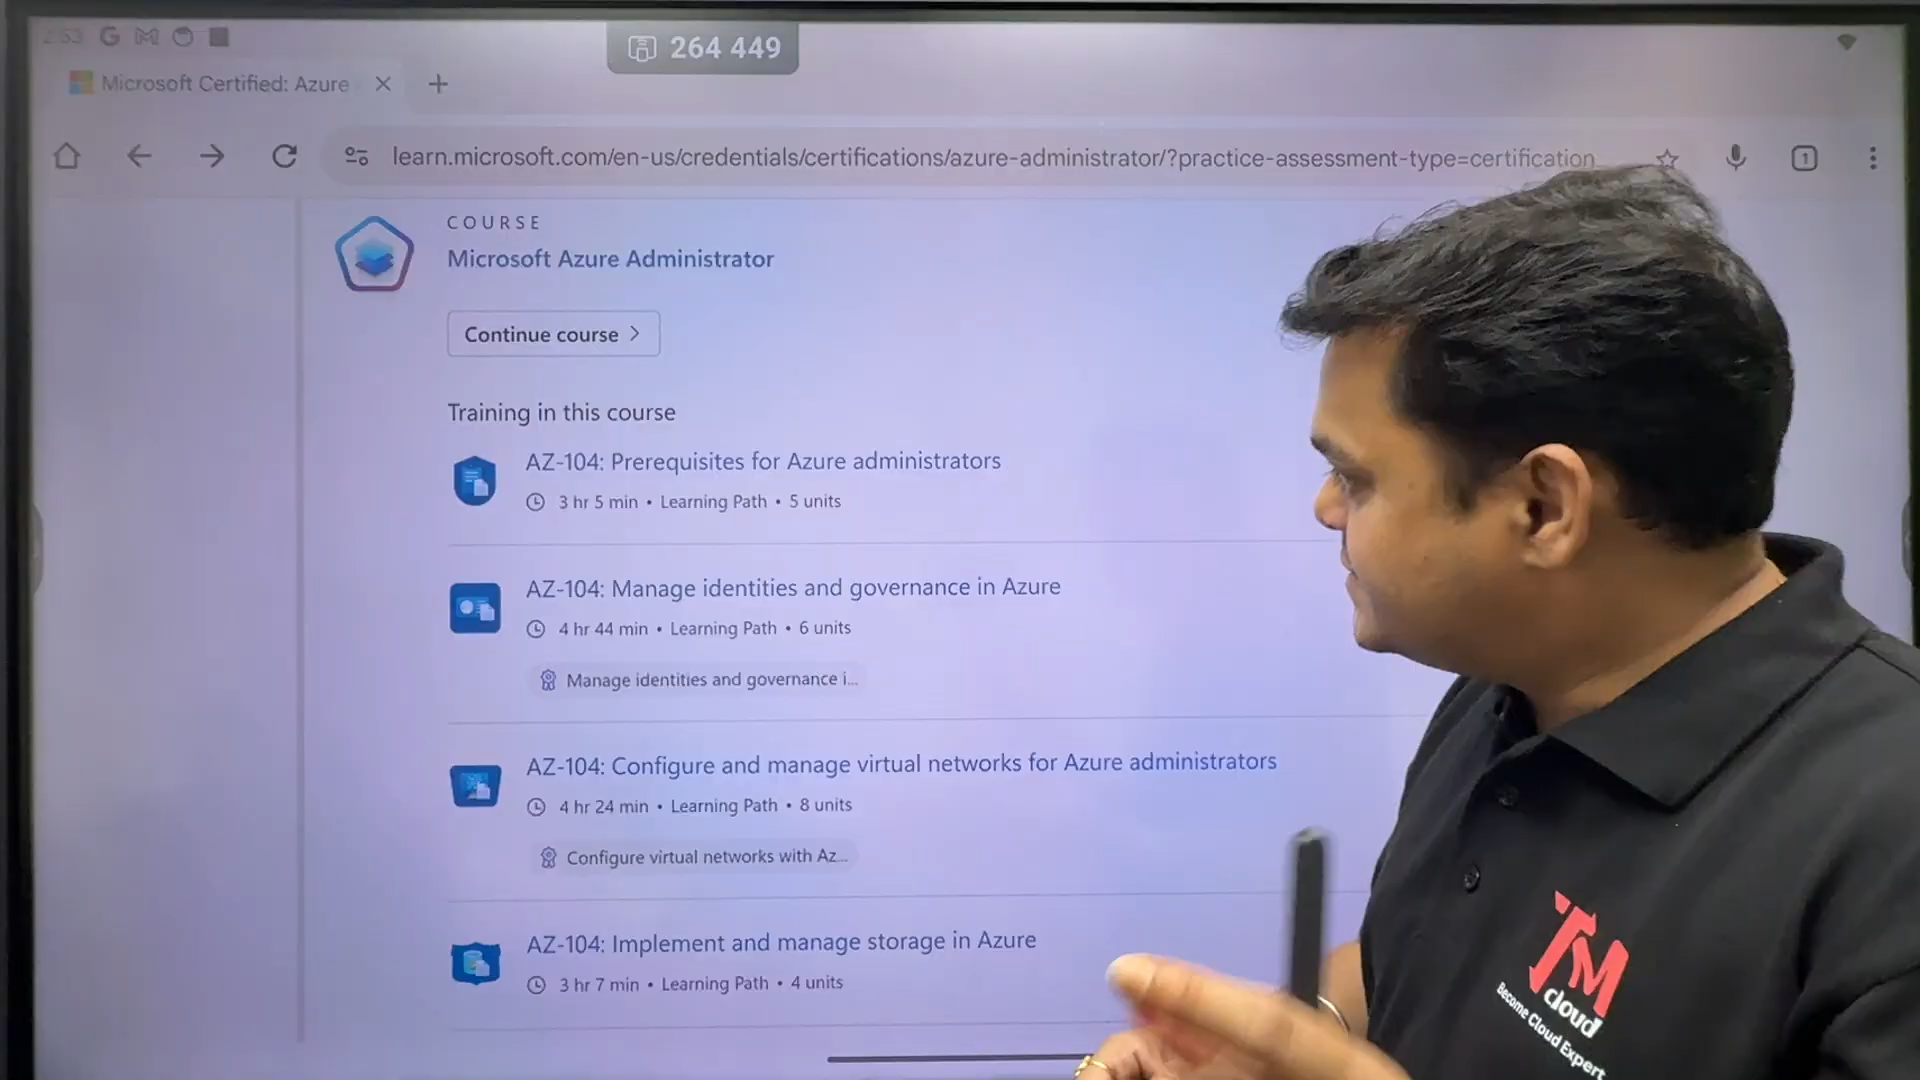 2:53
264 449
Microsoft Certified: Azure
learn.microsoft.com/en-us/credentials/certifications/azure-administrator/?practice-assessment-type=certification
1
COURSE
Microsoft Azure Administrator
Continue course
Training in this course
AZ-104: Prerequisites for Azure administrators
3 hr 5 min • Learning Path • 5 units
AZ-104: Manage identities and governance in Azure
4 hr 44 min • Learning Path • 6 units
Manage identities and governance i...
AZ-104: Configure and manage virtual networks for Azure administrators
4 hr 24 min • Learning Path • 8 units
Configure virtual networks with Az...
AZ-104: Implement and manage storage in Azure
3 hr 7 min • Learning Path • 4 units
TM
cloud
Become Cloud Expert